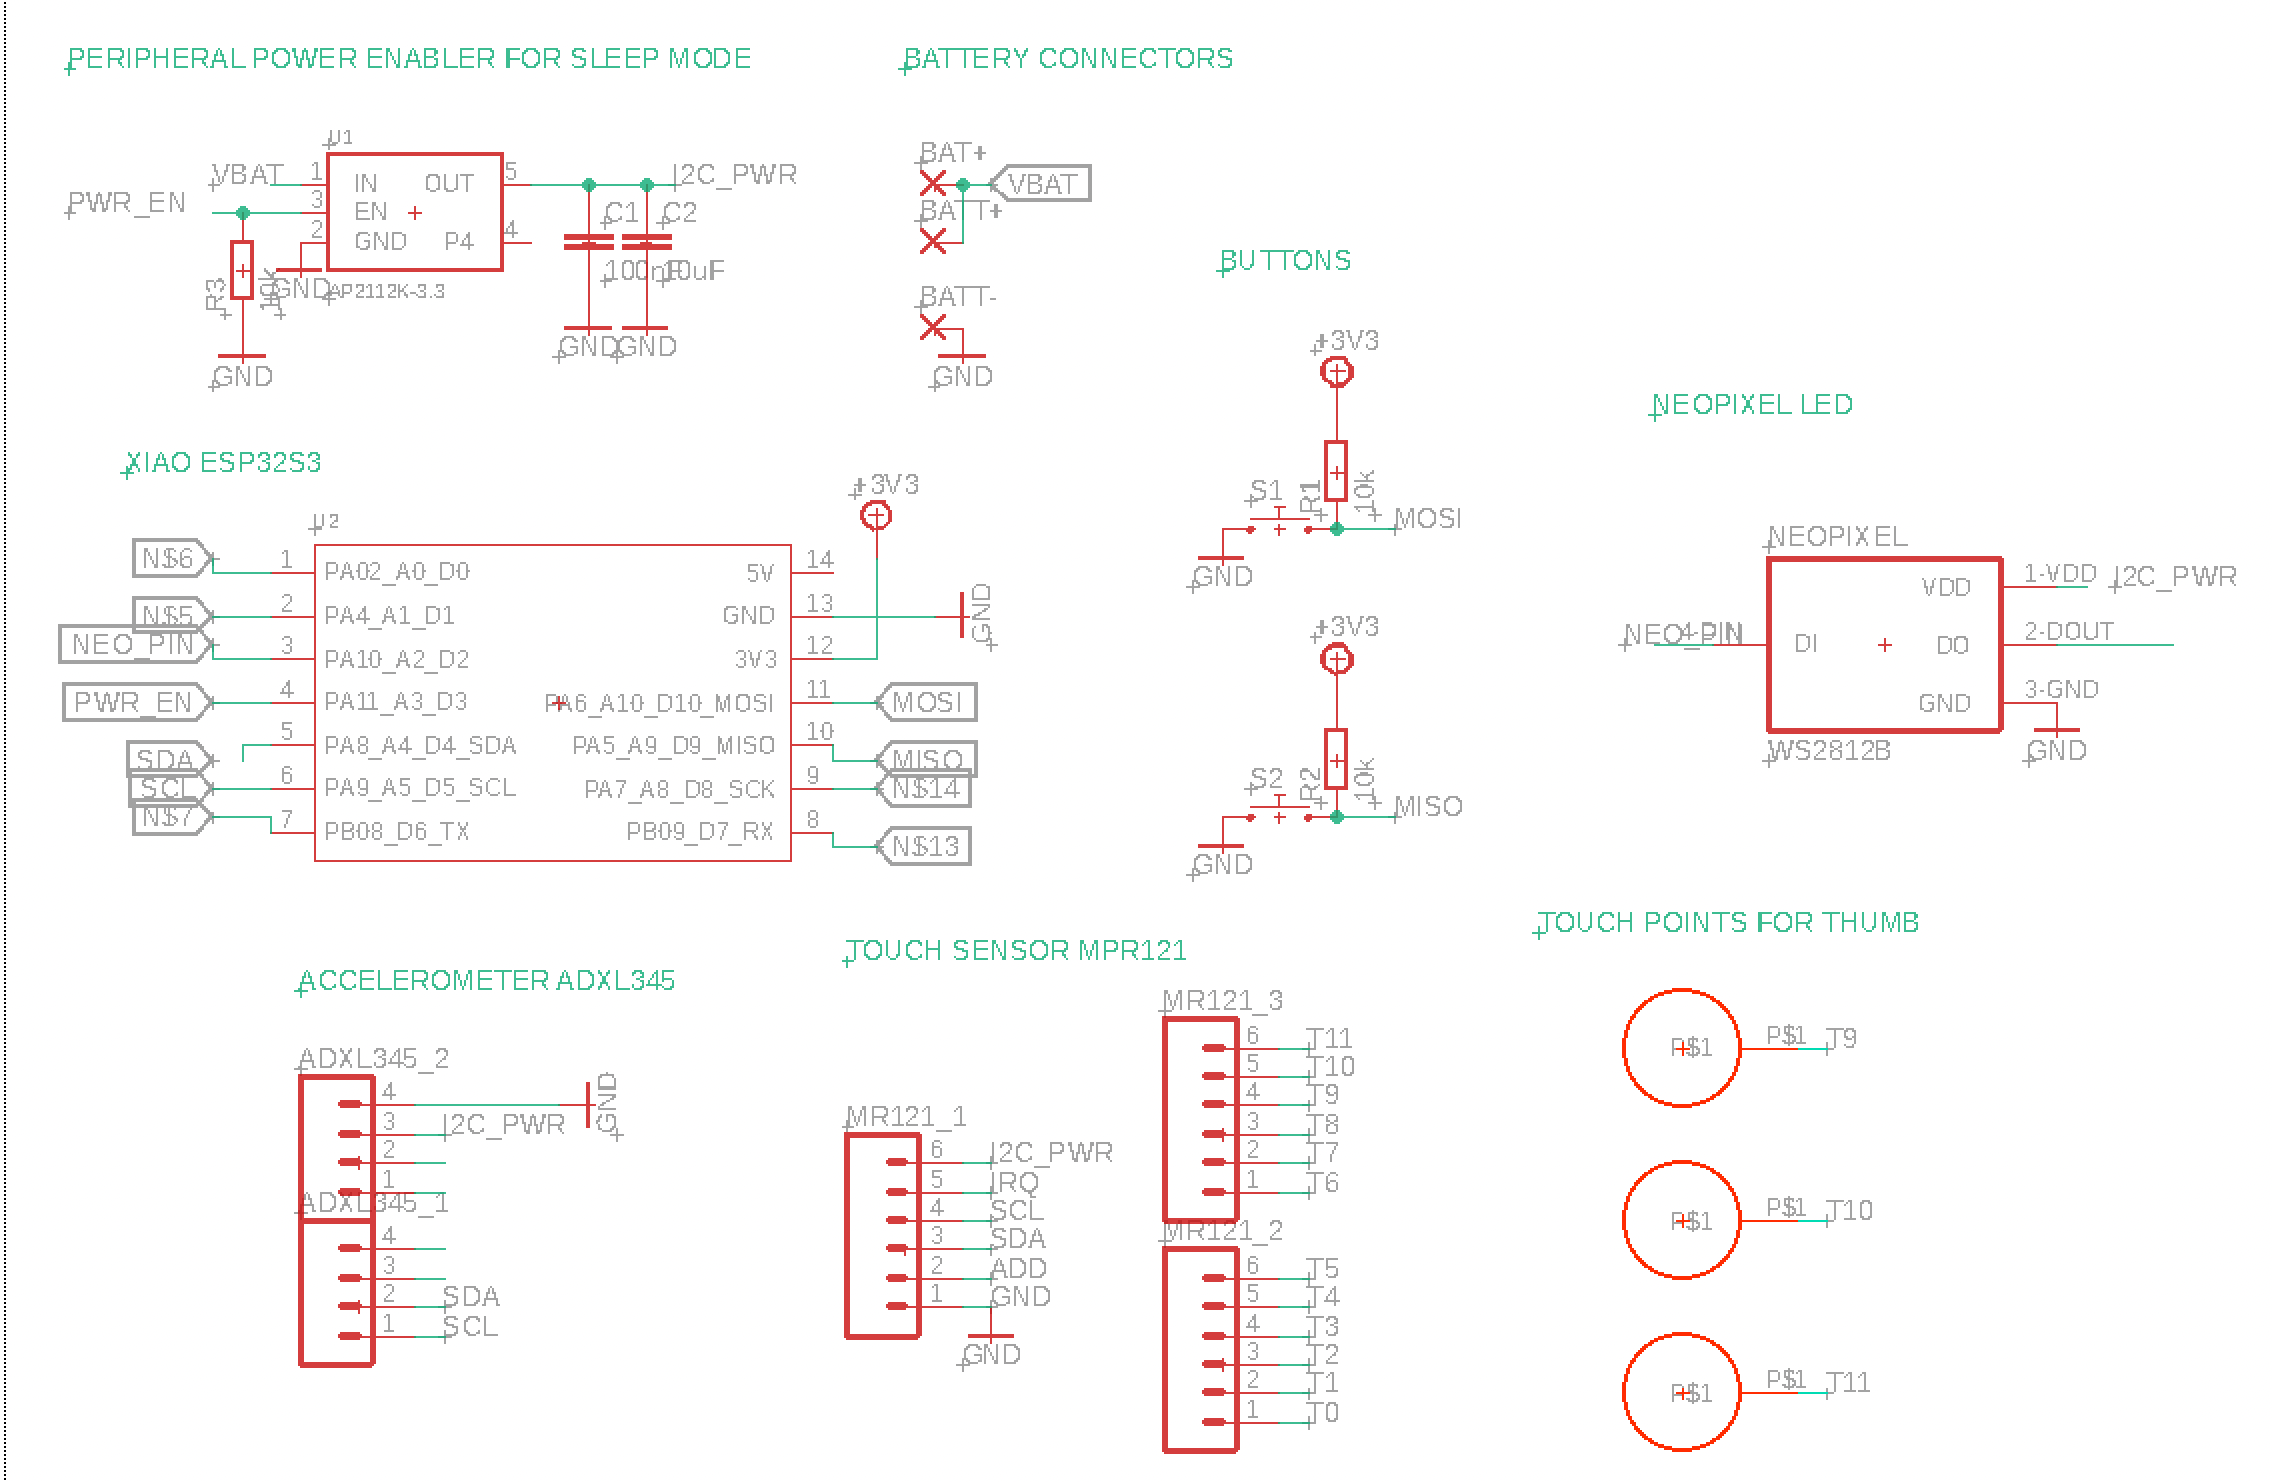 PERIPHERAL POWER ENABLER FOR SLEEP MODE
U1
VBAT
PWR_EN
1
3
2
IN
EN
GND
OUT
P4
5
4
I2C_PWR
C1
C2
100nF
10uF
R3
10k
GND
AP2112K-3.3
GND
GND
GND
BATTERY CONNECTORS
BAT+
VBAT
BATT+
BATT-
GND
BUTTONS
+3V3
S1
R1
10k
MOSI
GND
+3V3
S2
R2
10k
MISO
GND
NEOPIXEL LED
NEOPIXEL
VDD
1-VDD
I2C_PWR
NEO_PIN
DI
DO
2-DOUT
GND
3-GND
WS2812B
GND
XIAO ESP32S3
+3V3
U2
N$6
1
PA02_A0_D0
5V
14
N$5
2
PA4_A1_D1
GND
13
GND
NEO_PIN
3
PA10_A2_D2
3V3
12
PWR_EN
4
PA11_A3_D3
PA6_A10_D10_MOSI
11
MOSI
SDA
5
PA8_A4_D4_SDA
PA5_A9_D9_MISO
10
MISO
SCL
6
PA9_A5_D5_SCL
PA7_A8_D8_SCK
9
N$14
N$7
7
PB08_D6_TX
PB09_D7_RX
8
N$13
ACCELEROMETER ADXL345
ADXL345_2
4
GND
3
I2C_PWR
2
1
ADXL345_1
4
3
2
SDA
1
SCL
TOUCH SENSOR MPR121
MR121_1
6
I2C_PWR
5
IRQ
4
SCL
3
SDA
2
ADD
1
GND
GND
MR121_3
6
T11
5
T10
4
T9
3
T8
2
T7
1
T6
MR121_2
6
T5
5
T4
4
T3
3
T2
2
T1
1
T0
TOUCH POINTS FOR THUMB
P$1
P$1
T9
P$1
P$1
T10
P$1
P$1
T11